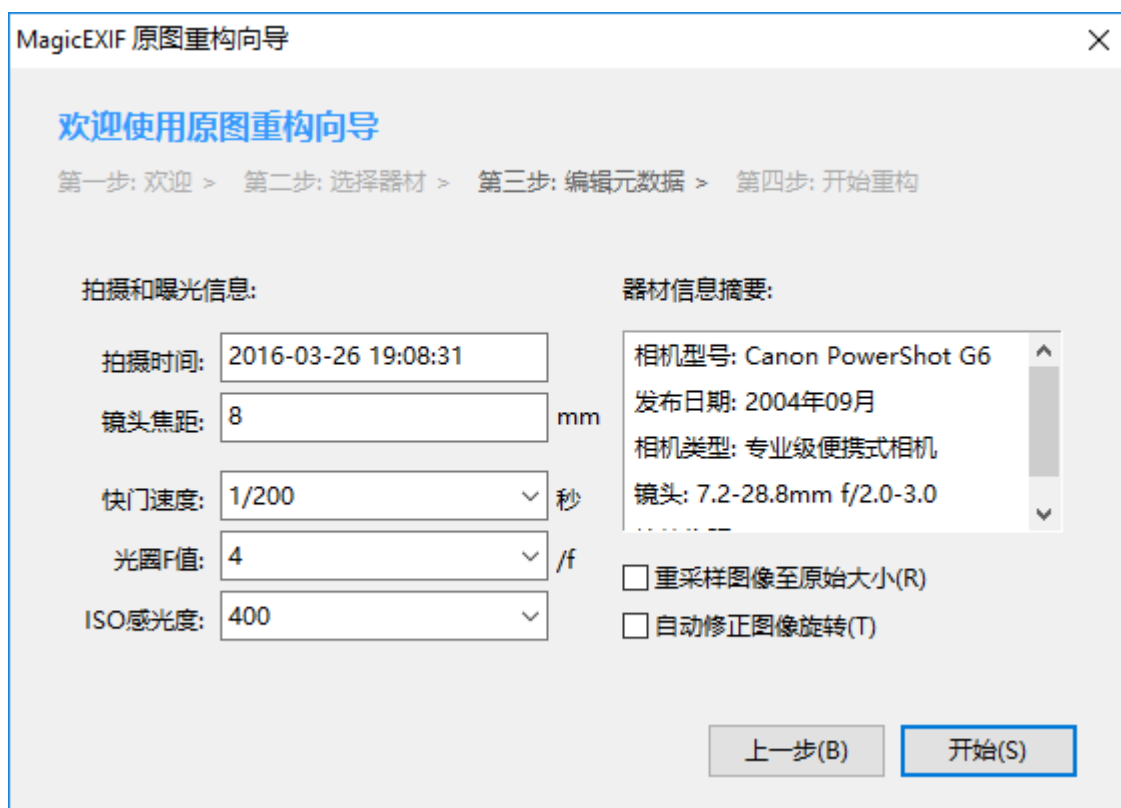 MagicEXIF 原图重构向导
欢迎使用原图重构向导
第一步: 欢迎 > 第二步: 选择器材 > 第三步: 编辑元数据 > 第四步: 开始重构
拍摄和曝光信息:
拍摄时间: 2016-03-26 19:08:31
镜头焦距: 8 mm
快门速度: 1/200 秒
光圈F值: 4 /f
ISO感光度: 400
器材信息摘要:
相机型号: Canon PowerShot G6
发布日期: 2004年09月
相机类型: 专业级便携式相机
镜头: 7.2-28.8mm f/2.0-3.0
重采样图像至原始大小(R)
自动修正图像旋转(T)
上一步(B) 开始(S)